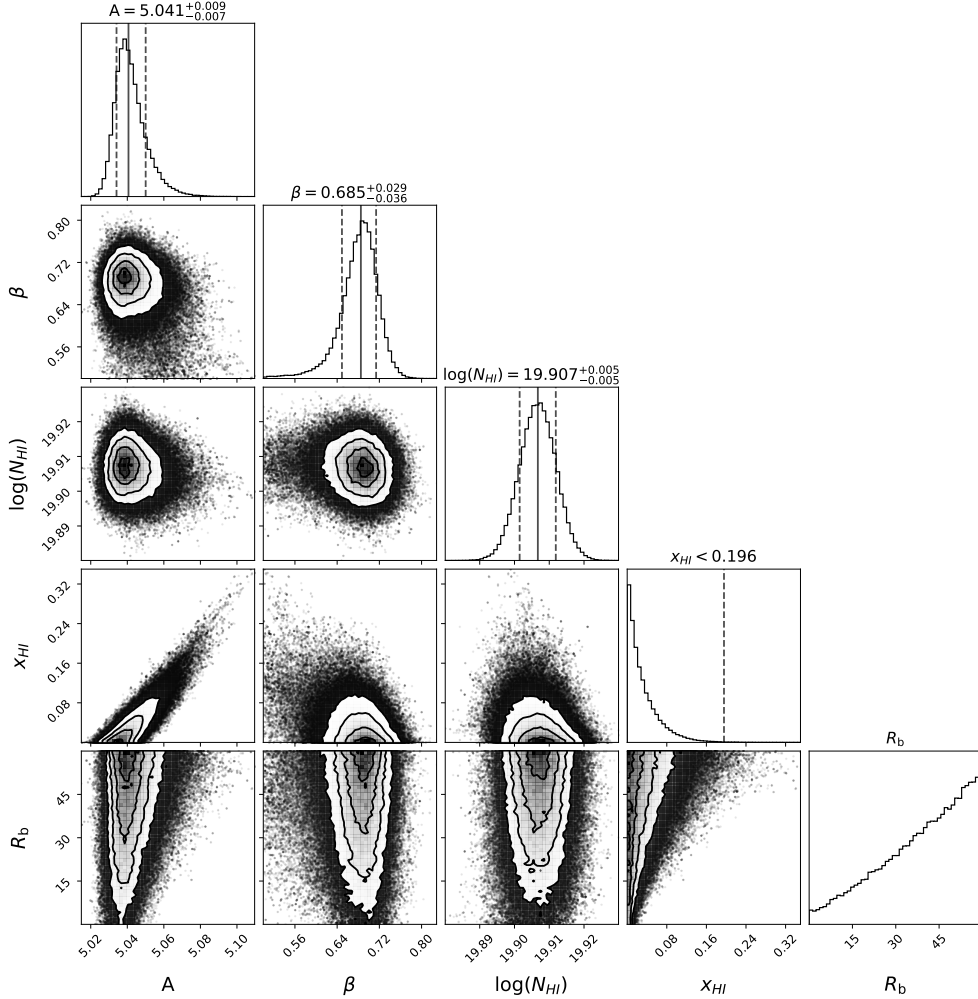 A = 5.041 +0.009 −0.007
β = 0.685 +0.029 −0.036
log(N_HI) = 19.907 +0.005 −0.005
x_HI < 0.196
R_b
β
0.80
0.72
0.64
0.56
log(N_HI)
19.92
19.91
19.90
19.89
x_HI
0.32
0.24
0.16
0.08
R_b
45
30
15
5.02 5.04 5.06 5.08 5.10
0.56 0.64 0.72 0.80
19.89 19.90 19.91 19.92
0.08 0.16 0.24 0.32
15 30 45
A β log(N_HI) x_HI R_b